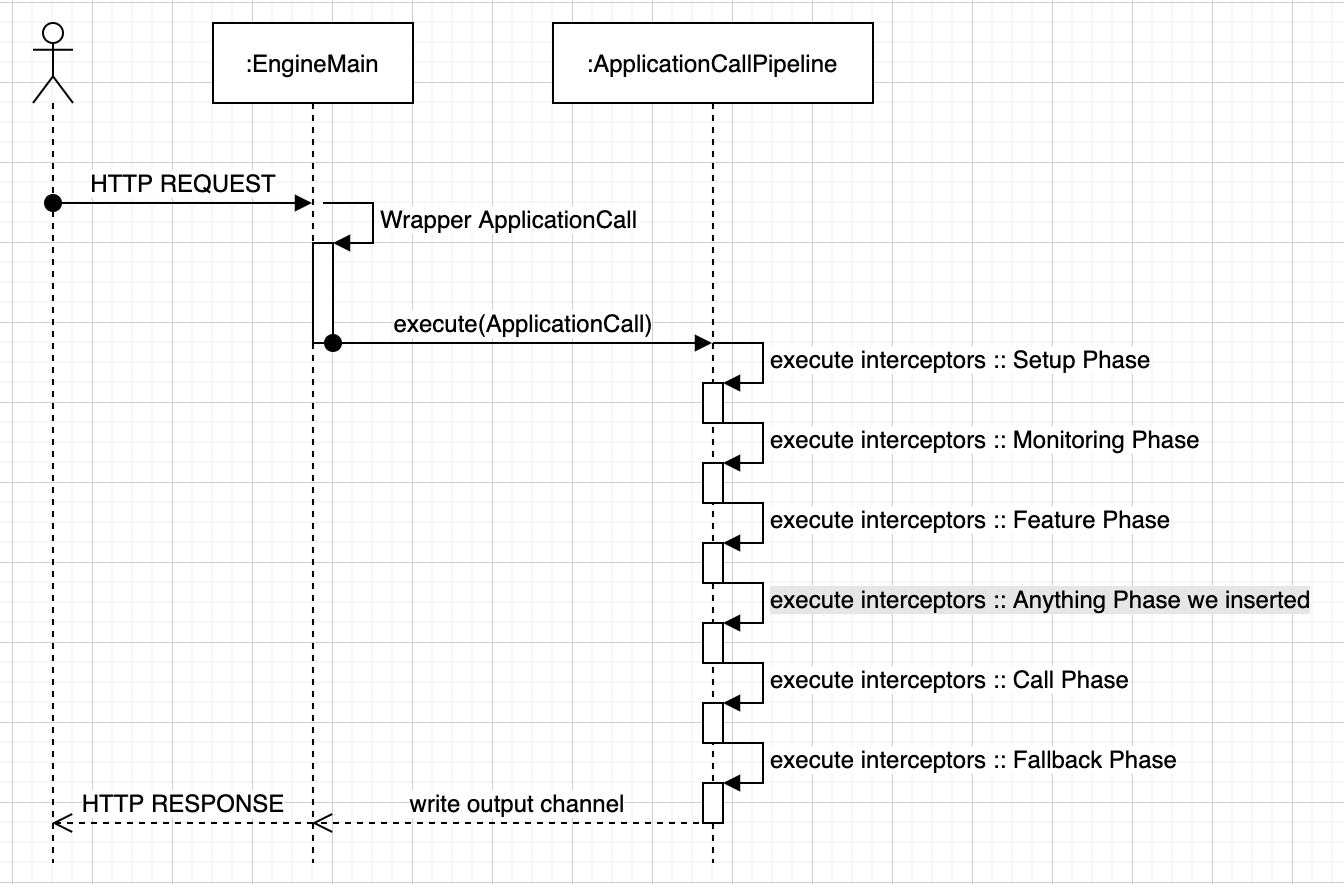 :EngineMain
:ApplicationCallPipeline
HTTP REQUEST
Wrapper ApplicationCall
execute(ApplicationCall)
execute interceptors :: Setup Phase
execute interceptors :: Monitoring Phase
execute interceptors :: Feature Phase
execute interceptors :: Anything Phase we inserted
execute interceptors :: Call Phase
execute interceptors :: Fallback Phase
HTTP RESPONSE
write output channel